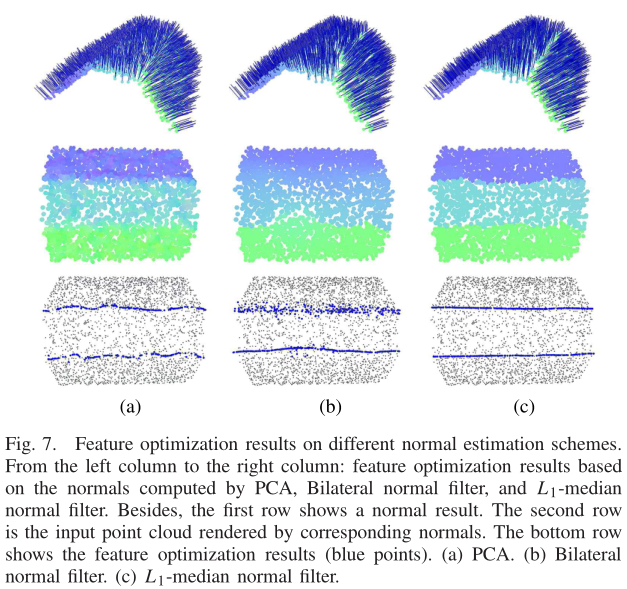 (a)
(b)
(c)
Fig. 7. Feature optimization results on different normal estimation schemes.
From the left column to the right column: feature optimization results based
on the normals computed by PCA, Bilateral normal filter, and L1-median
normal filter. Besides, the first row shows a normal result. The second row
is the input point cloud rendered by corresponding normals. The bottom row
shows the feature optimization results (blue points). (a) PCA. (b) Bilateral
normal filter. (c) L1-median normal filter.